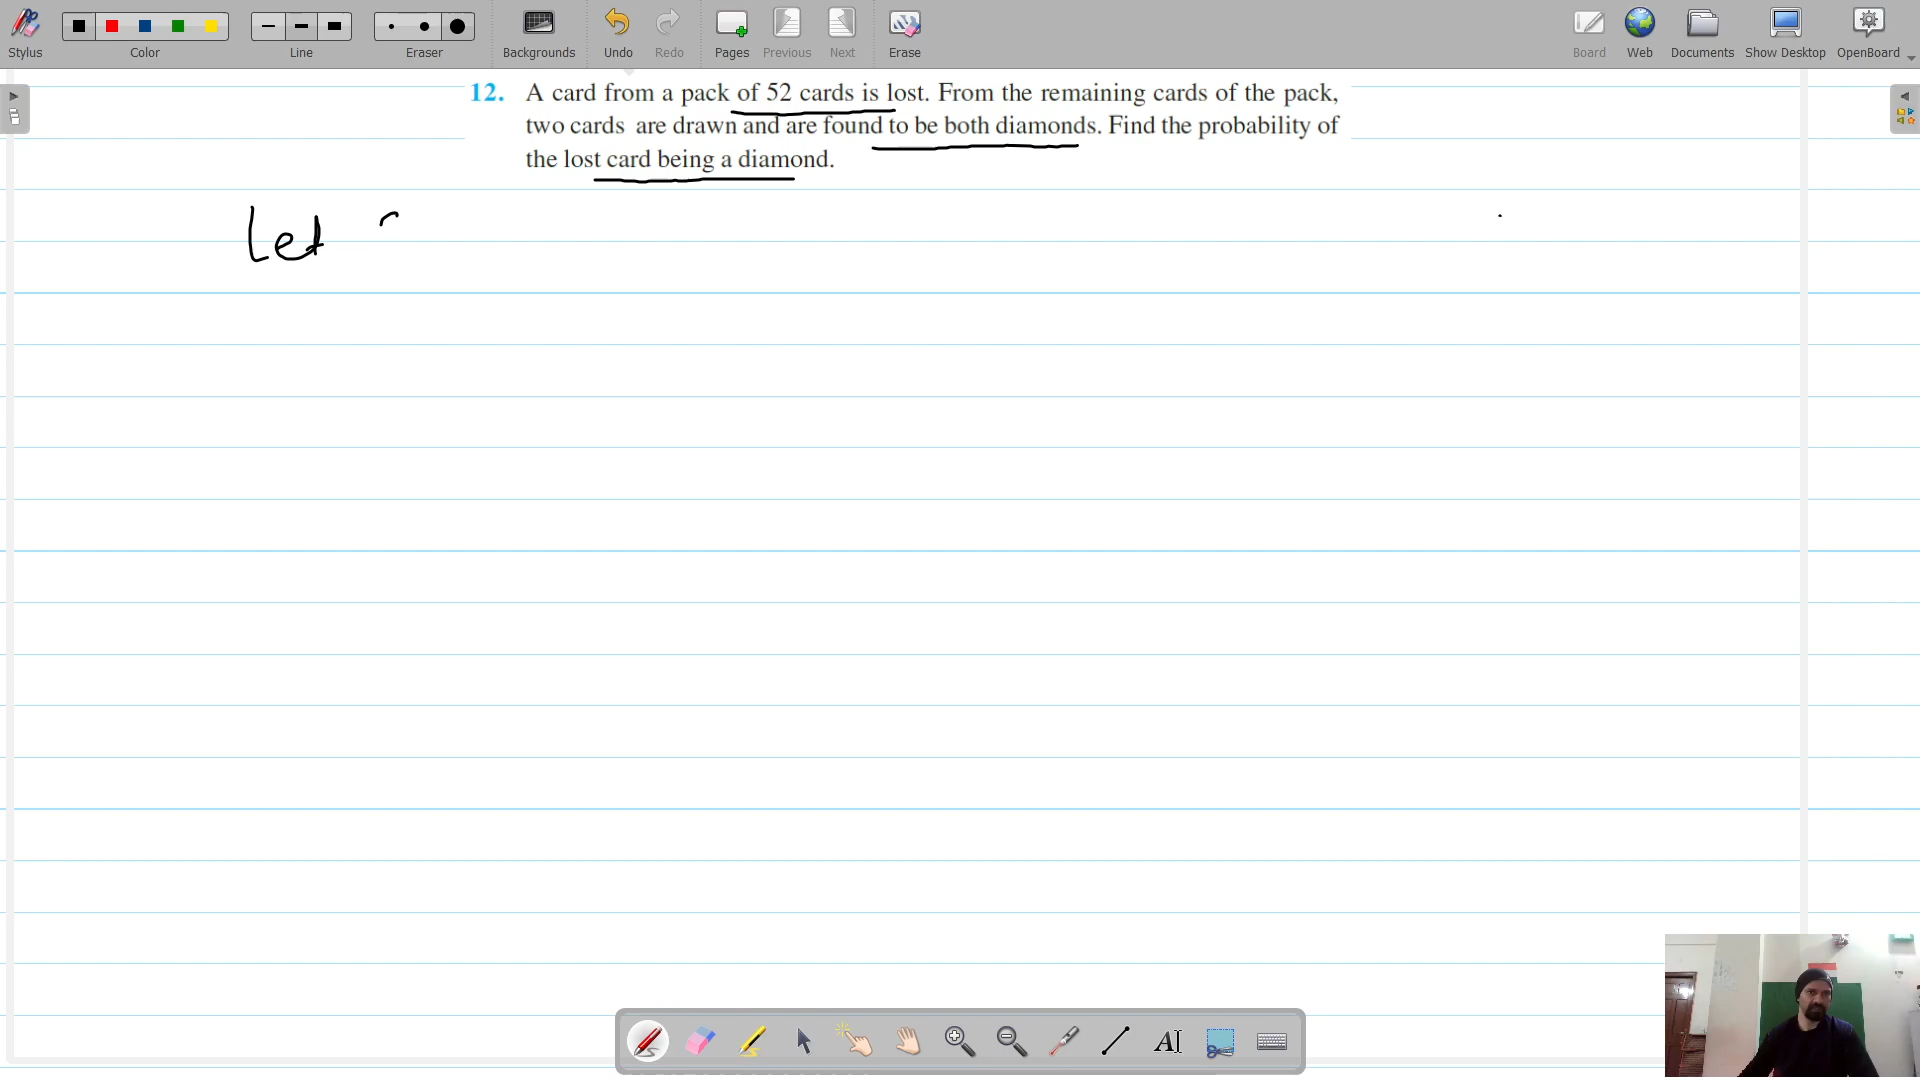 Stylus
Color
Line
Eraser
Backgrounds
Undo
Redo
Pages
Previous
Next
Erase
Board
Web
Documents
Show Desktop
OpenBoard
12. A card from a pack of 52 cards is lost. From the remaining cards of the pack,
two cards are drawn and are found to be both diamonds. Find the probability of
the lost card being a diamond.
Let